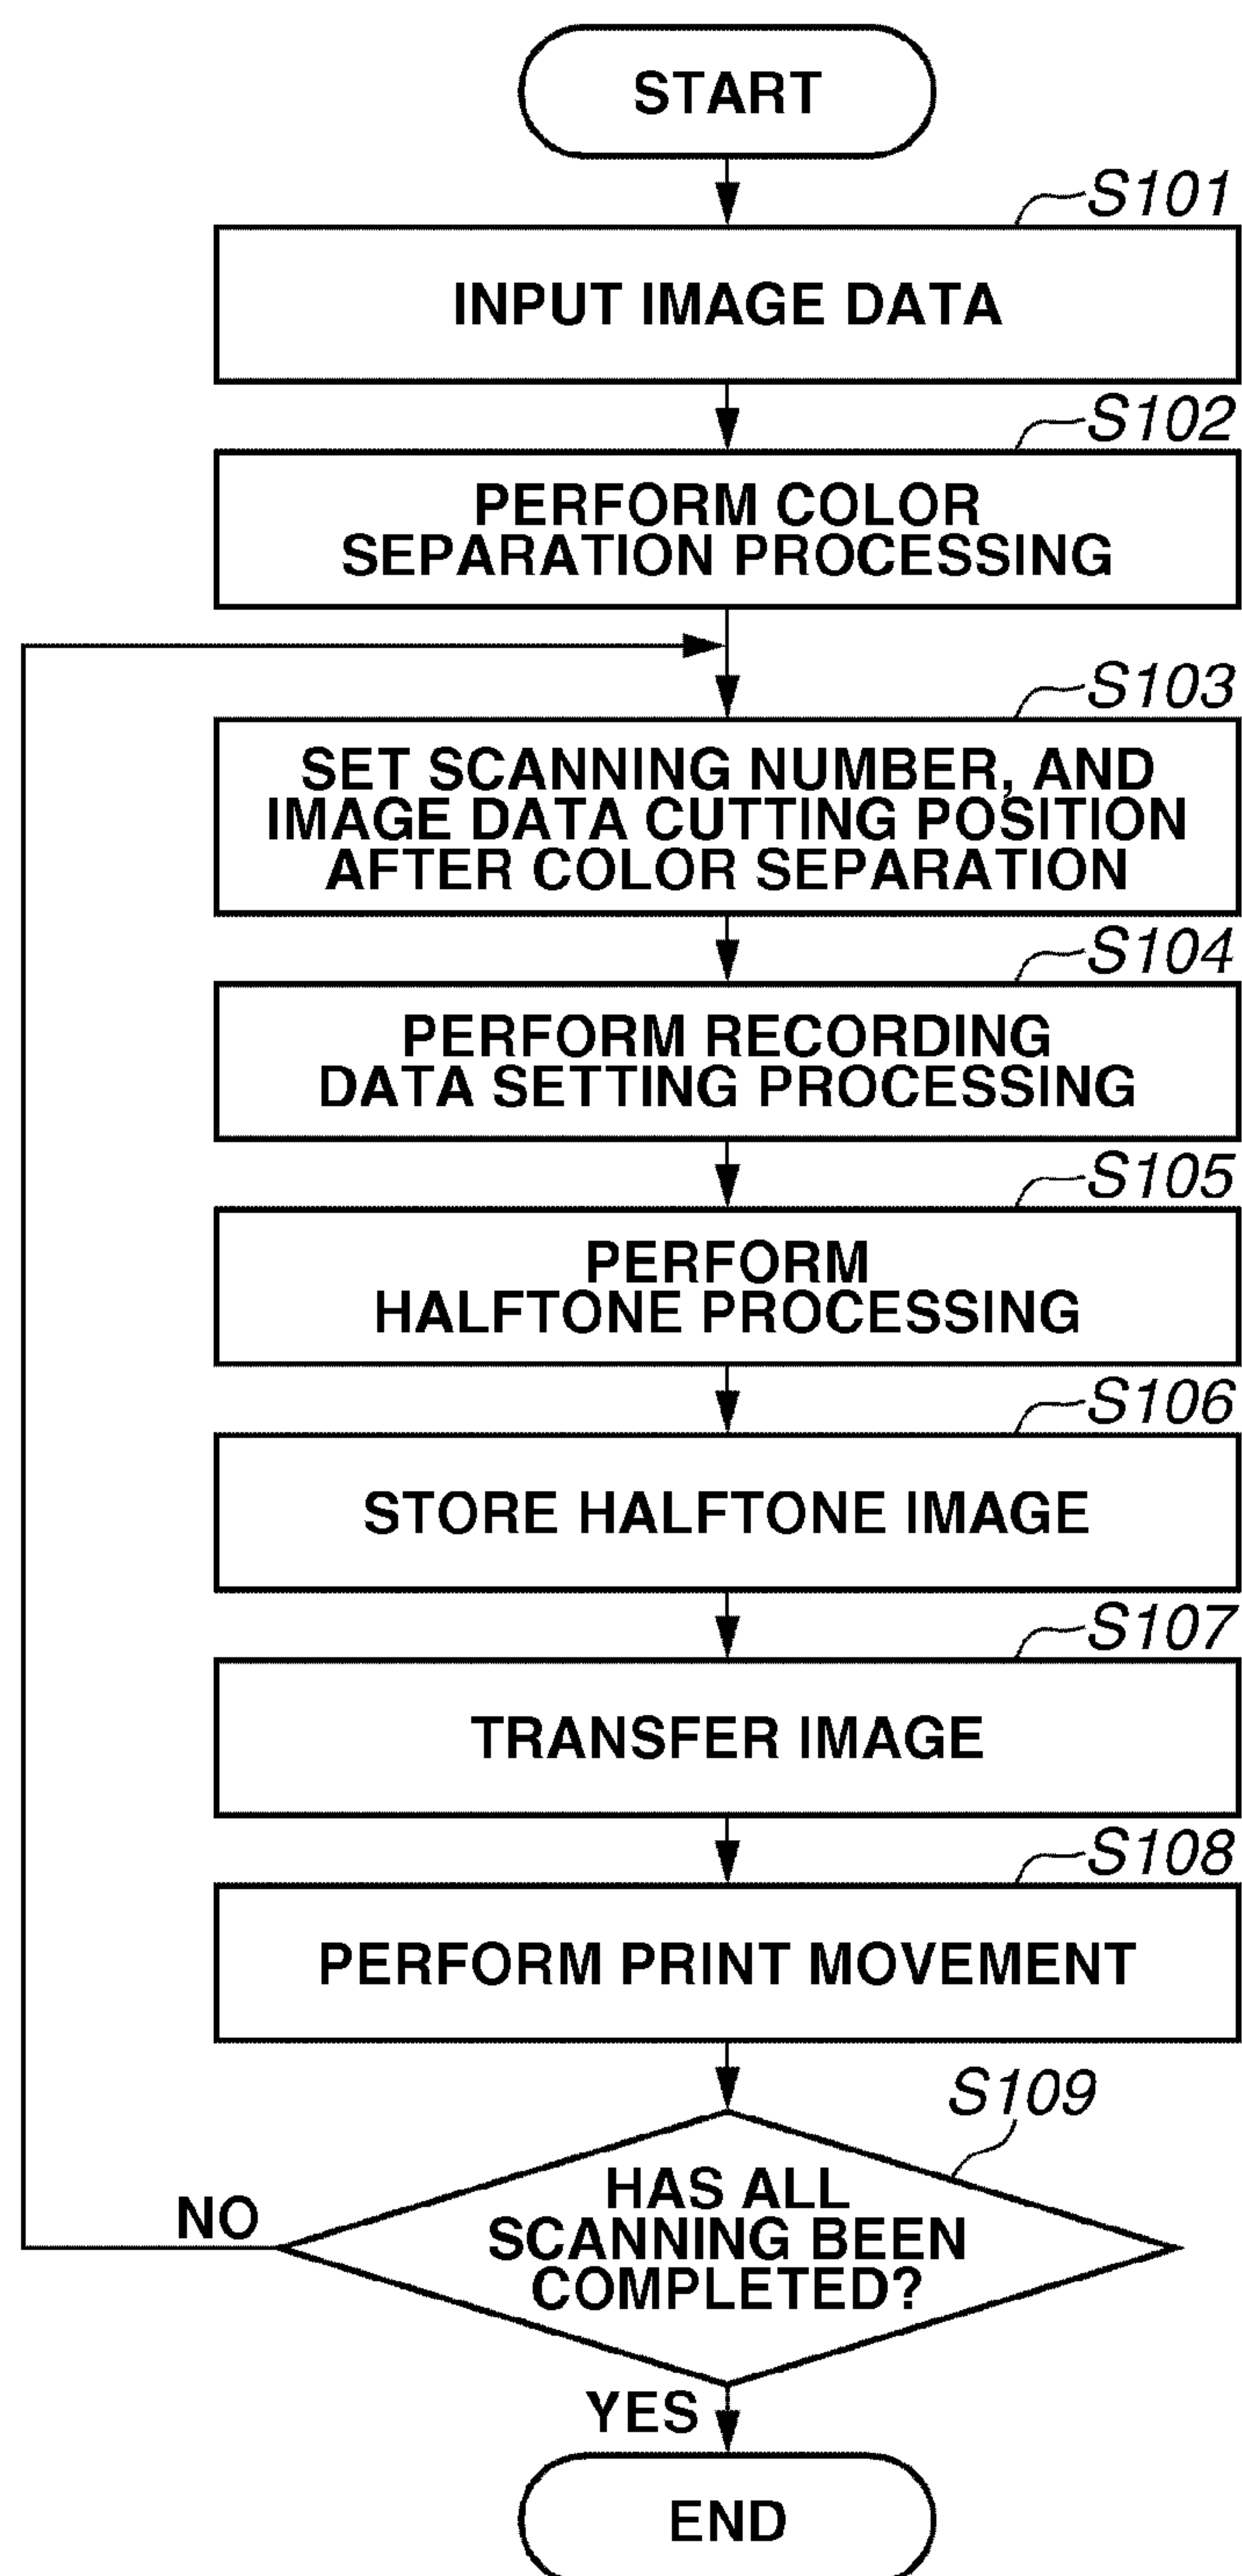 START
S101
INPUT IMAGE DATA
S102
PERFORM COLOR
SEPARATION PROCESSING
S103
SET SCANNING NUMBER, AND
IMAGE DATA CUTTING POSITION
AFTER COLOR SEPARATION
S104
PERFORM RECORDING
DATA SETTING PROCESSING
S105
PERFORM
HALFTONE PROCESSING
S106
STORE HALFTONE IMAGE
S107
TRANSFER IMAGE
S108
PERFORM PRINT MOVEMENT
S109
HAS ALL
SCANNING BEEN
COMPLETED?
NO
YES
END